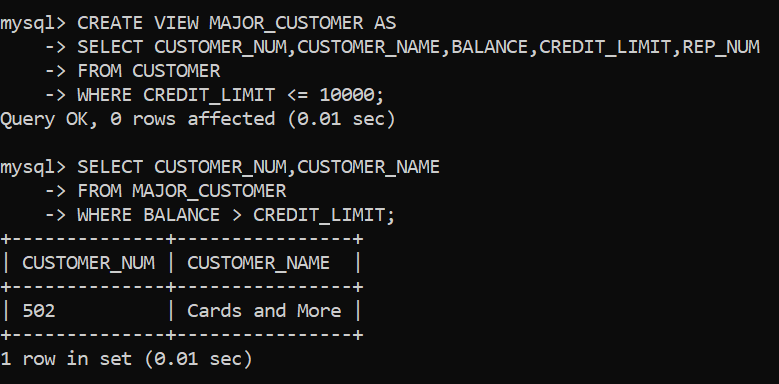 mysql> CREATE VIEW MAJOR_CUSTOMER AS
    -> SELECT CUSTOMER_NUM,CUSTOMER_NAME,BALANCE,CREDIT_LIMIT,REP_NUM
    -> FROM CUSTOMER
    -> WHERE CREDIT_LIMIT <= 10000;
Query OK, 0 rows affected (0.01 sec)

mysql> SELECT CUSTOMER_NUM,CUSTOMER_NAME
    -> FROM MAJOR_CUSTOMER
    -> WHERE BALANCE > CREDIT_LIMIT;
+--------------+----------------+
| CUSTOMER_NUM | CUSTOMER_NAME  |
+--------------+----------------+
| 502          | Cards and More |
+--------------+----------------+
1 row in set (0.01 sec)